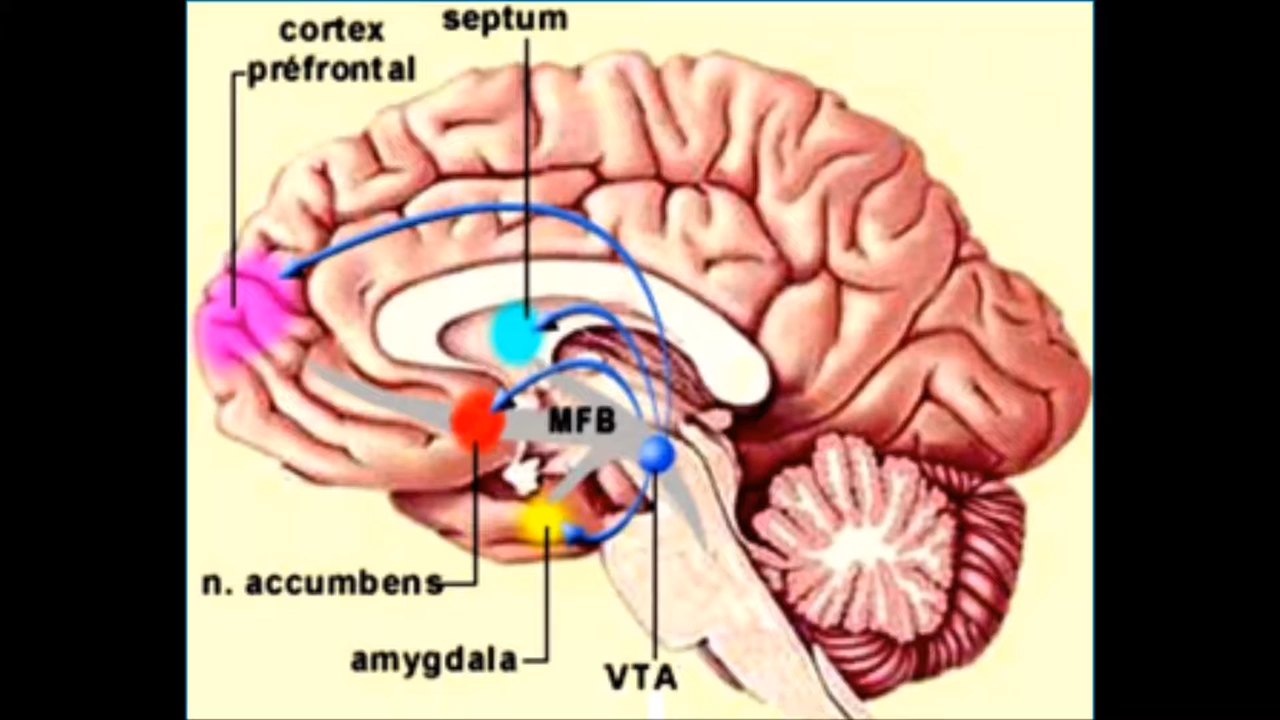 cortex
préfrontal
septum
MFB
n. accumbens
amygdala
VTA